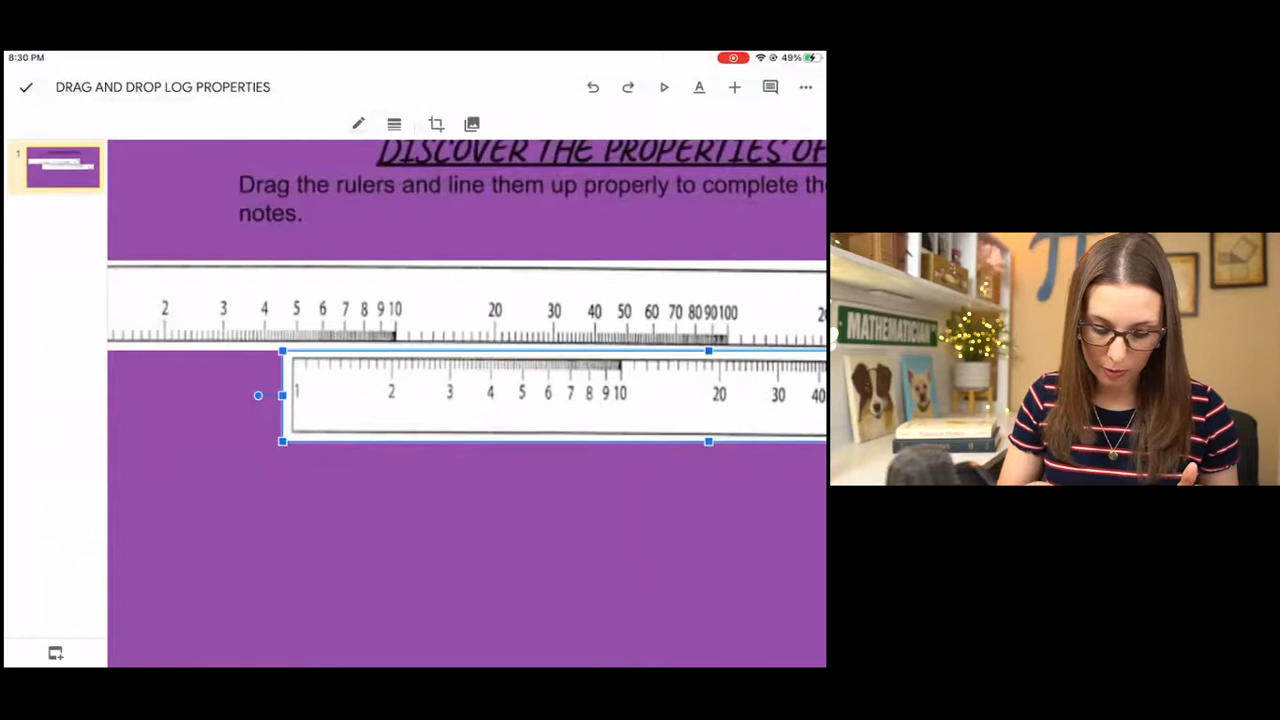 8:30 PM
49%
DRAG AND DROP LOG PROPERTIES
1
DISCOVER THE PROPERTIES OF
Drag the rulers and line them up properly to complete the
notes.
2 3 4 5 6 7 8 9 10 20 30 40 50 60 70 80 90 100
1 2 3 4 5 6 7 8 9 10 20 30 40
MATHEMATICIAN